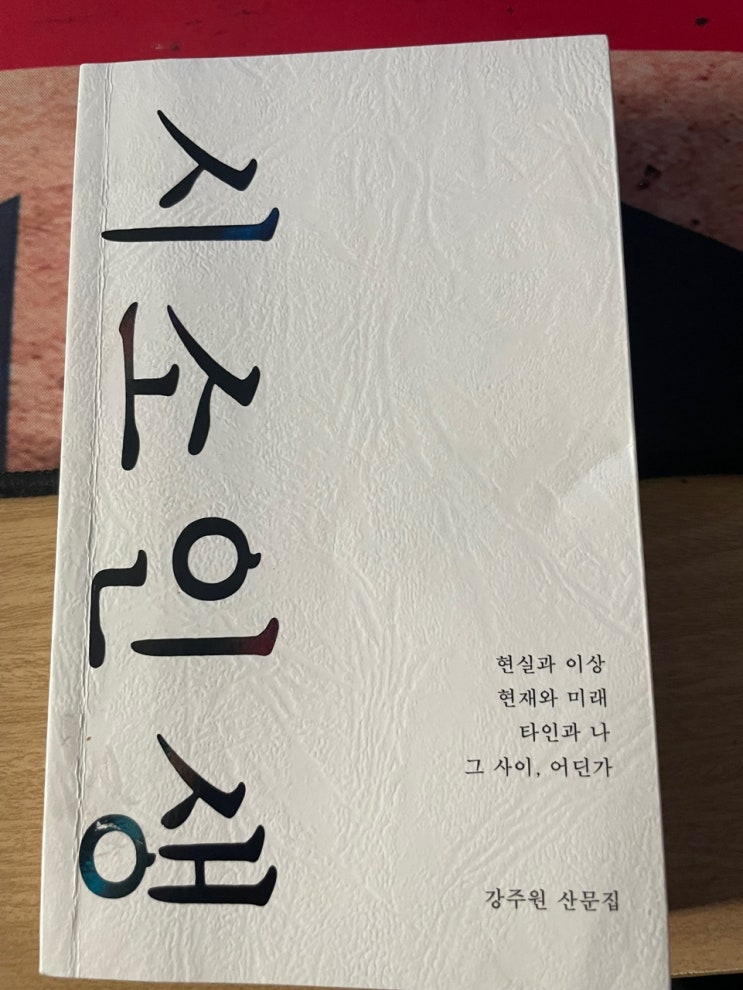 시소인생
현실과 이상
현재와 미래
타인과 나
그 사이, 어딘가
강주원 산문집